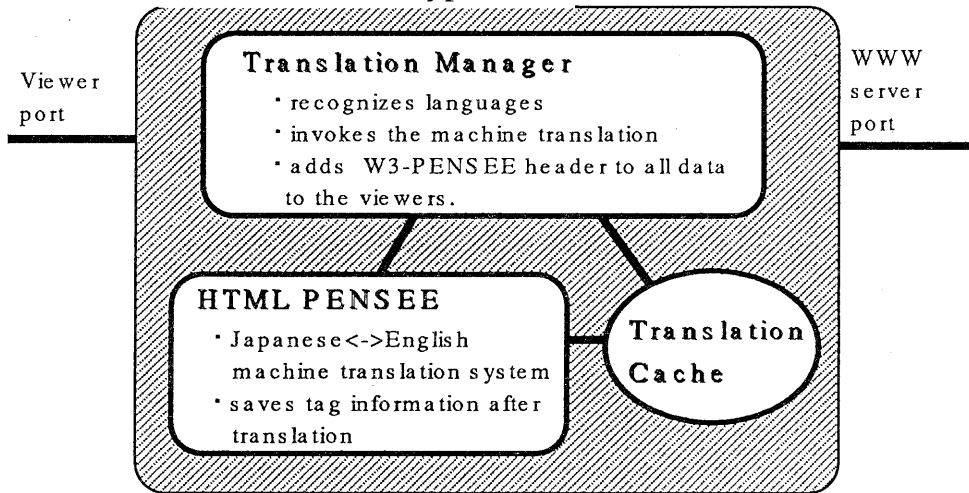 Viewer
port
Translation Manager
· recognizes languages
· invokes the machine translation
· adds W3-PENSEE header to all data
to the viewers.
WWW
server
port
HTML PENSEE
· Japanese<->English
machine translation system
· saves tag information after
translation
Translation
Cache